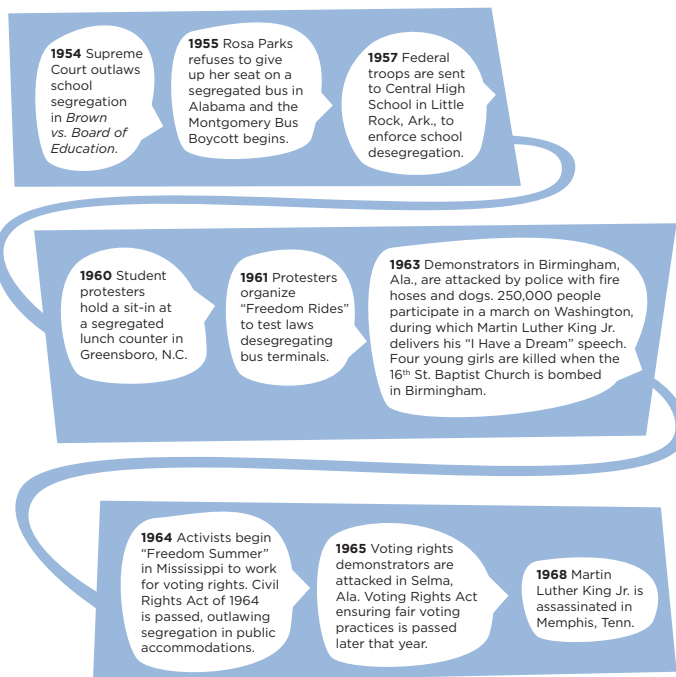 1954 Supreme
Court outlaws
school
segregation
in Brown
vs. Board of
Education.
1955 Rosa Parks
refuses to give
up her seat on a
segregated bus in
Alabama and the
Montgomery Bus
Boycott begins.
1957 Federal
troops are sent
to Central High
School in Little
Rock, Ark., to
enforce school
desegregation.
1960 Student
protesters
hold a sit-in at
a segregated
lunch counter in
Greensboro, N.C.
1961 Protesters
organize
“Freedom Rides”
to test laws
desegregating
bus terminals.
1963 Demonstrators in Birmingham,
Ala., are attacked by police with fire
hoses and dogs. 250,000 people
participate in a march on Washington,
during which Martin Luther King Jr.
delivers his “I Have a Dream” speech.
Four young girls are killed when the
16th St. Baptist Church is bombed
in Birmingham.
1964 Activists begin
“Freedom Summer”
in Mississippi to work
for voting rights. Civil
Rights Act of 1964
is passed, outlawing
segregation in public
accommodations.
1965 Voting rights
demonstrators are
attacked in Selma,
Ala. Voting Rights Act
ensuring fair voting
practices is passed
later that year.
1968 Martin
Luther King Jr. is
assassinated in
Memphis, Tenn.